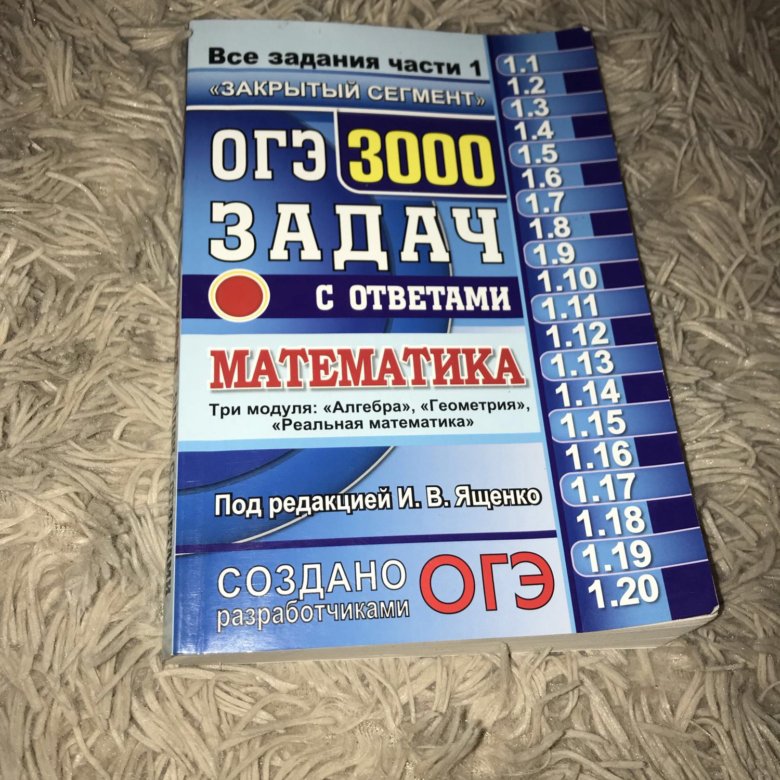 Все задания части 1
«ЗАКРЫТЫЙ СЕГМЕНТ»
ОГЭ 3000
ЗАДАЧ
С ОТВЕТАМИ
МАТЕМАТИКА
Три модуля: «Алгебра», «Геометрия»,
«Реальная математика»
Под редакцией И. В. Ященко
СОЗДАНО
разработчиками
ОГЭ
1.1
1.2
1.3
1.4
1.5
1.6
1.7
1.8
1.9
1.10
1.11
1.12
1.13
1.14
1.15
1.16
1.17
1.18
1.19
1.20